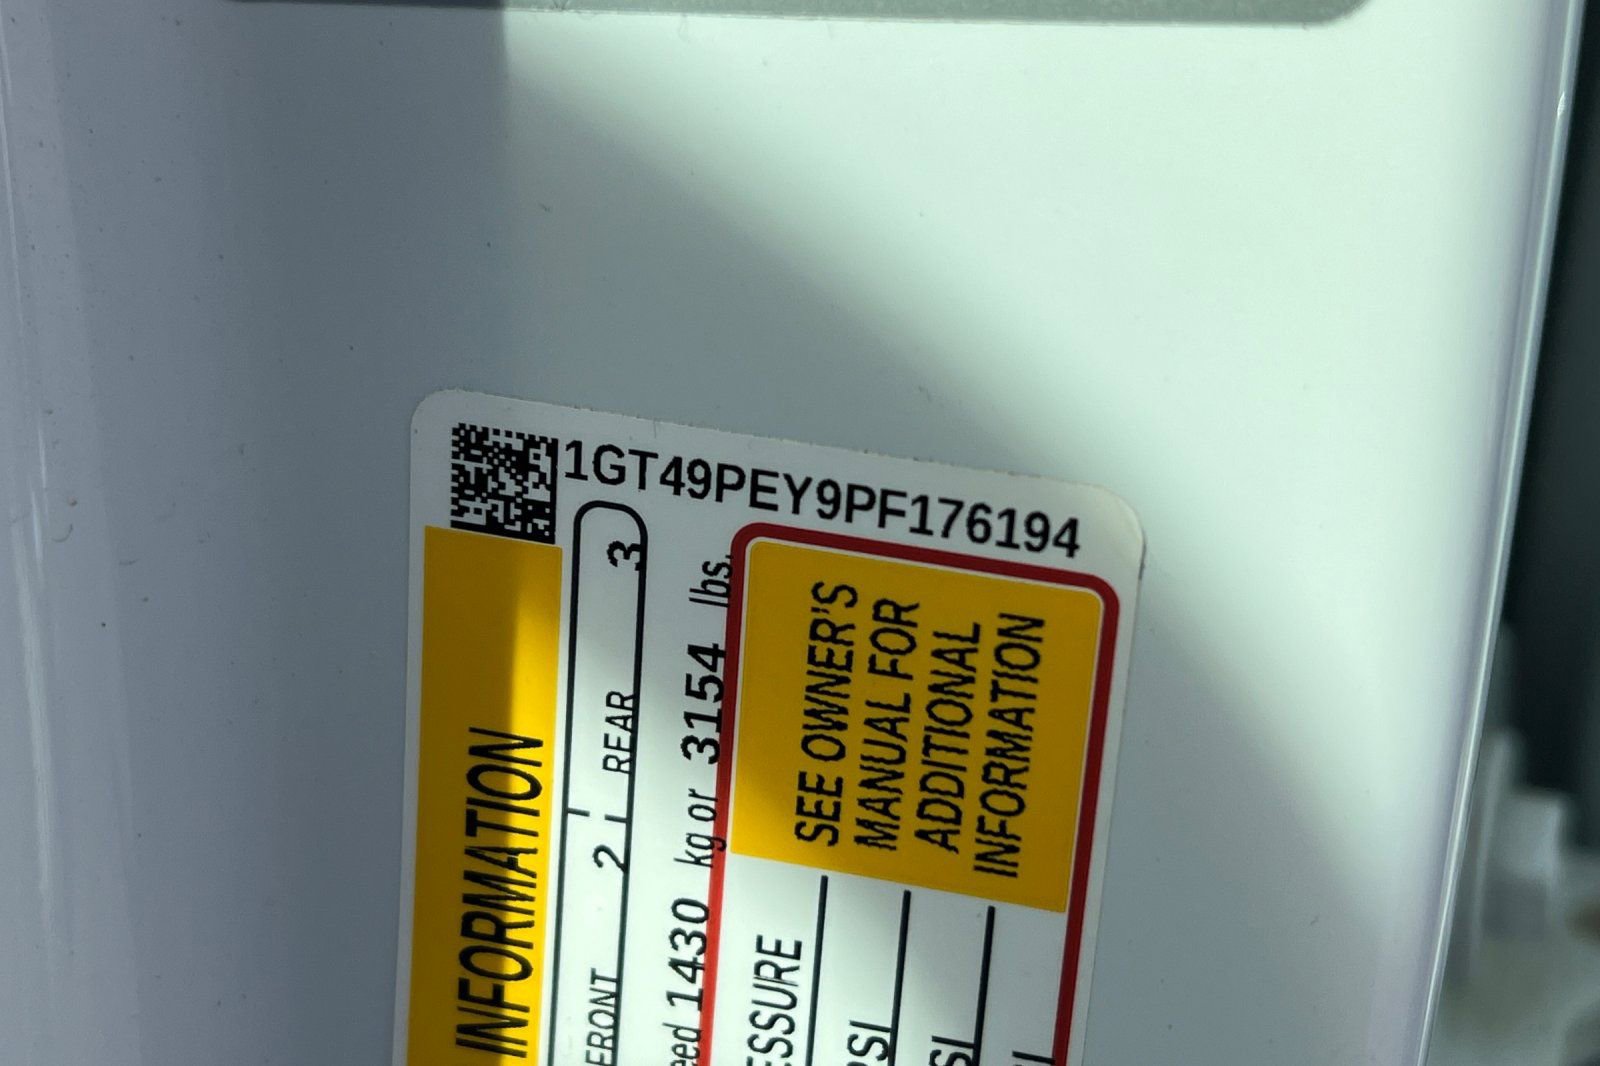 1GT49PEY9PF176194
INFORMATION
FRONT 2 REAR 3
1430 kg or 3154 lbs.
SEE OWNER'S
MANUAL FOR
ADDITIONAL
INFORMATION